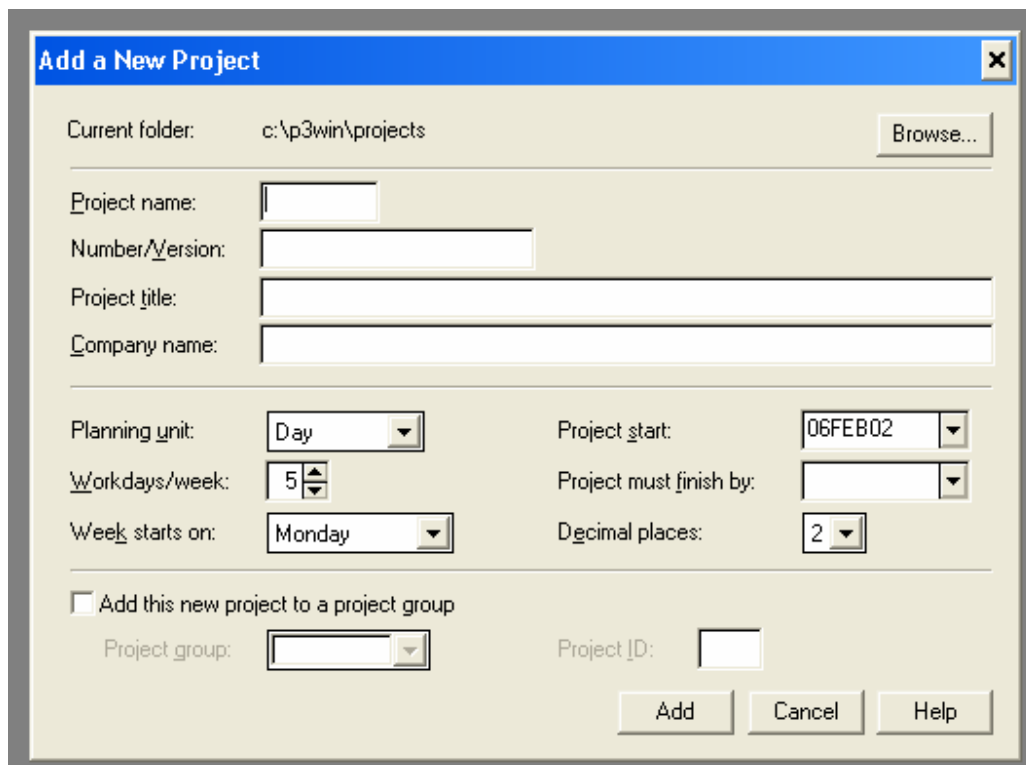 Add a New Project
Current folder: c:\p3win\projects Browse...
Project name:
Number/Version:
Project title:
Company name:
Planning unit: Day Project start: 06FEB02
Workdays/week: 5 Project must finish by:
Week starts on: Monday Decimal places: 2
Add this new project to a project group
Project group: Project ID:
Add Cancel Help